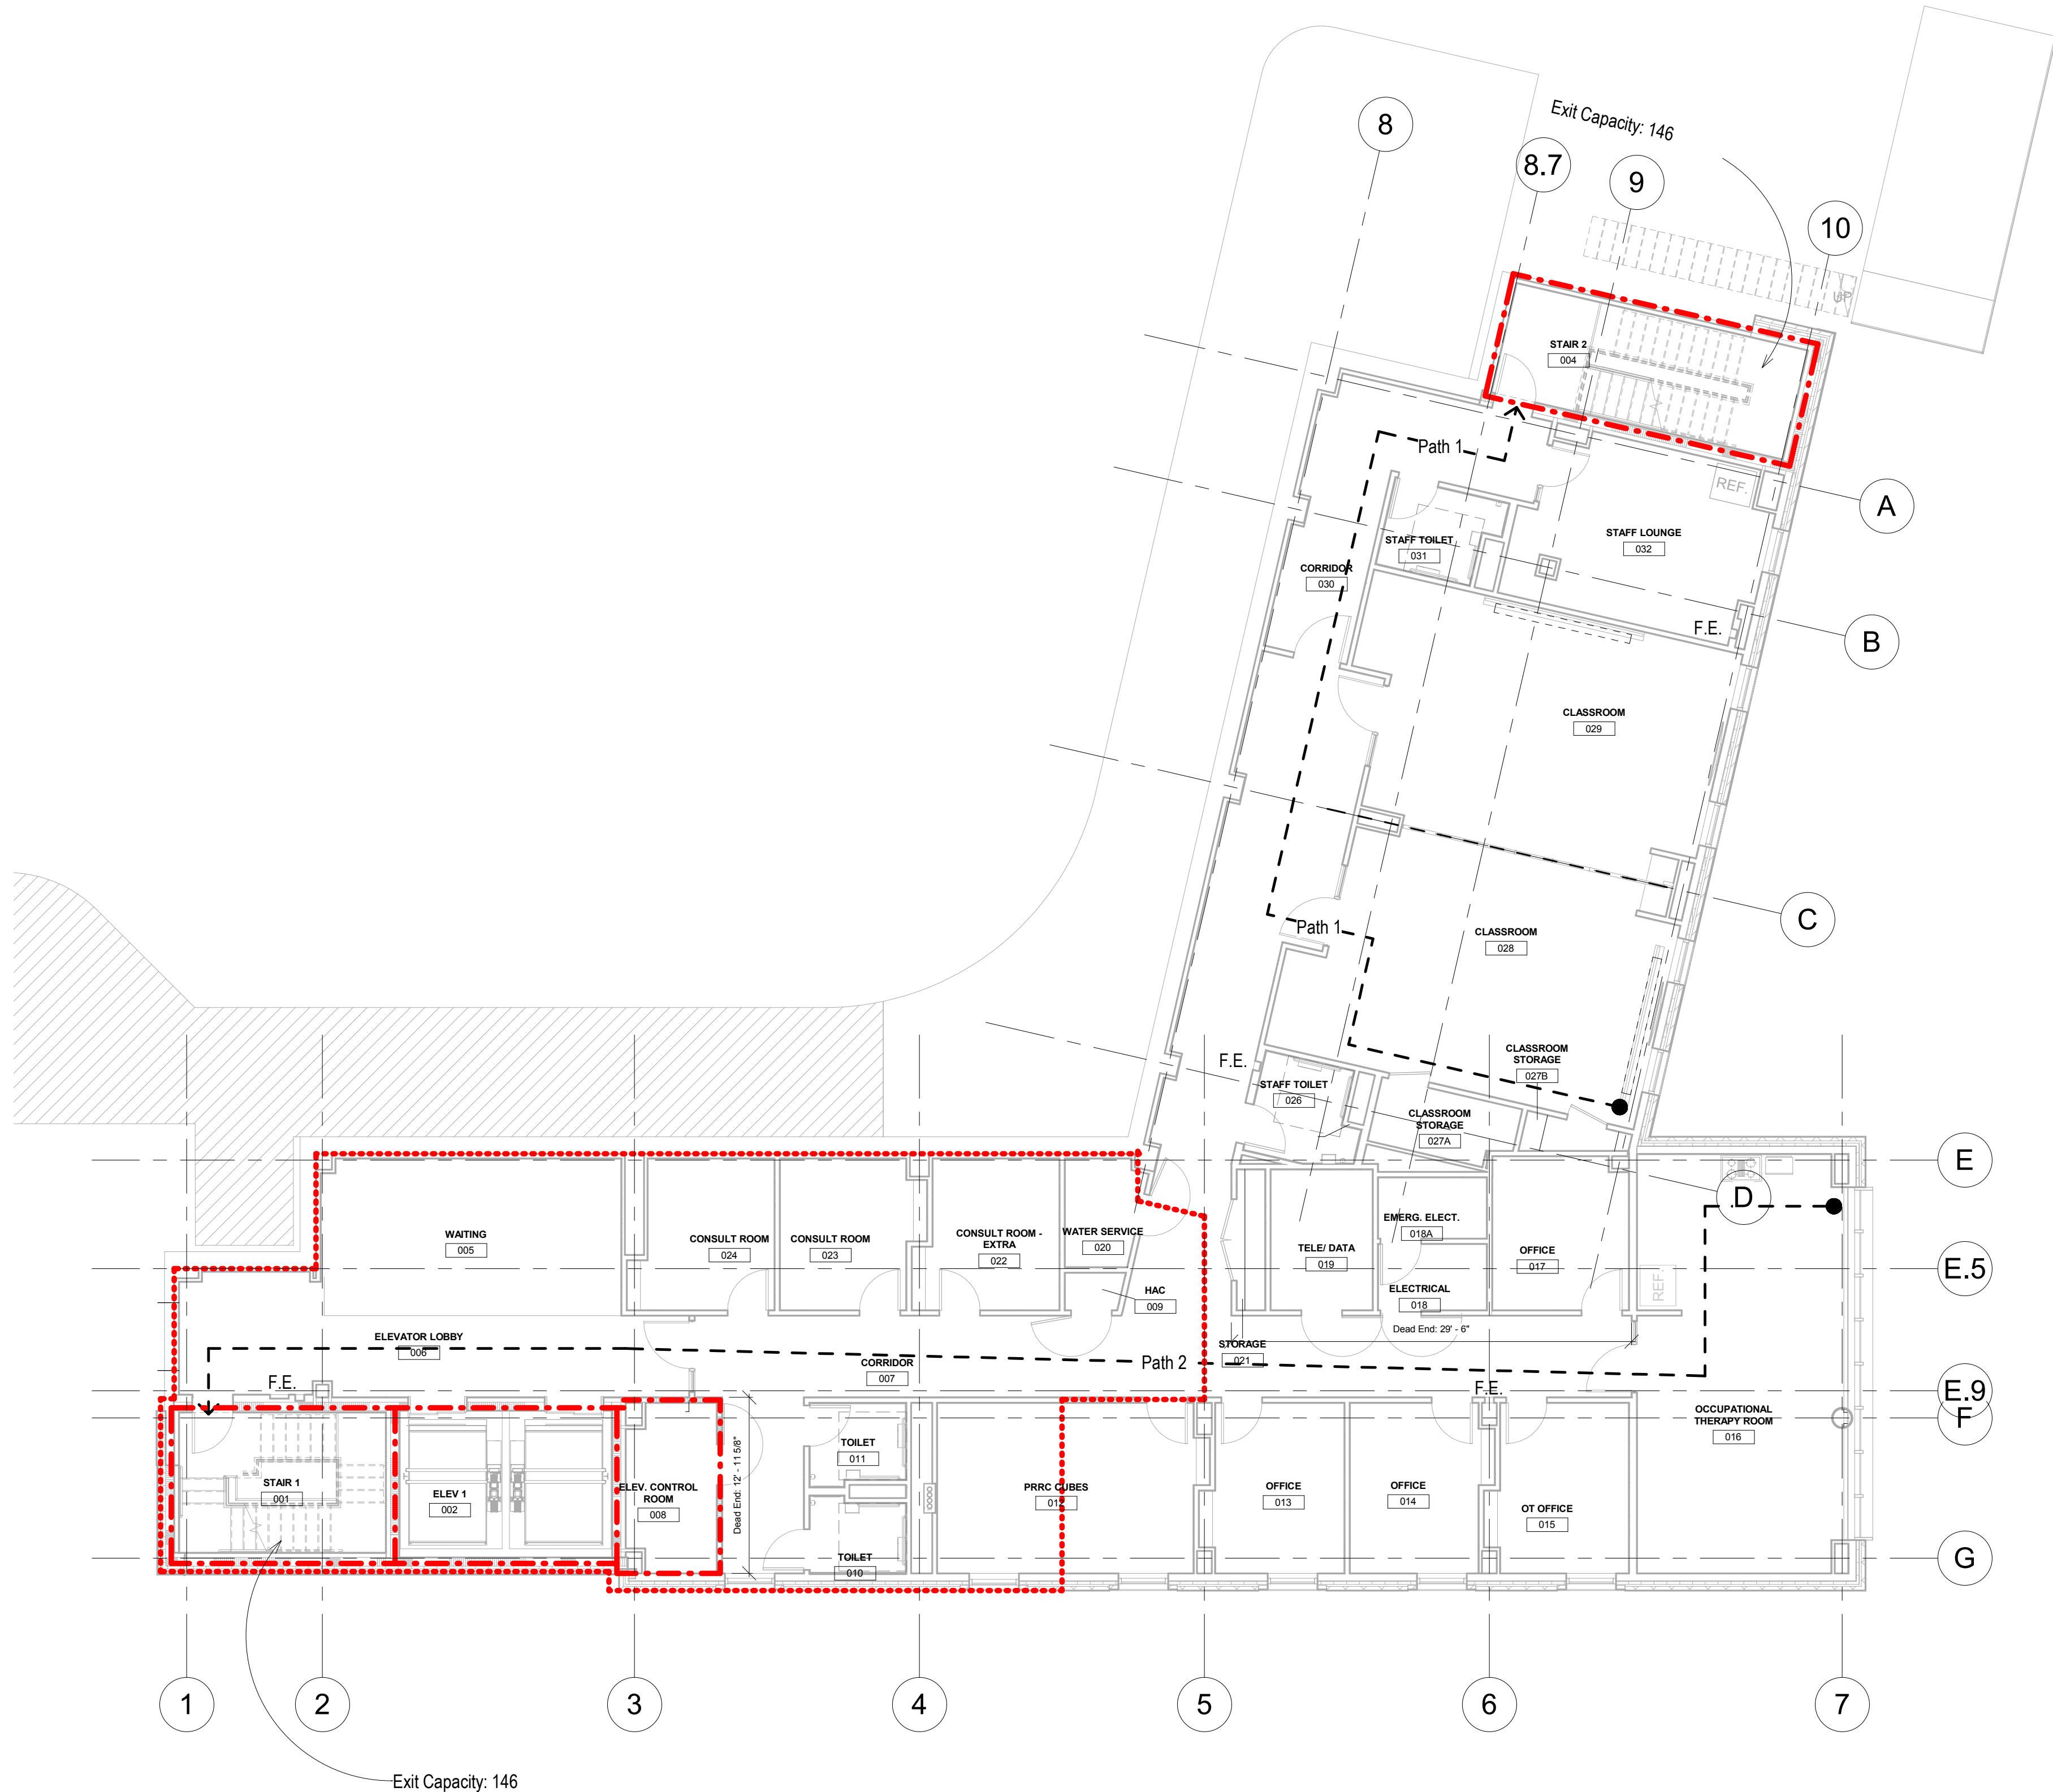 Exit Capacity: 146
8
8.7
9
10
UP
STAIR 2
004
Path 1
REF.
A
STAFF LOUNGE
032
STAFF TOILET
031
CORRIDOR
030
F.E.
B
CLASSROOM
029
C
Path 1
CLASSROOM
028
F.E.
CLASSROOM
STORAGE
027B
STAFF TOILET
026
CLASSROOM
STORAGE
027A
E
D
WAITING
005
CONSULT ROOM
024
CONSULT ROOM
023
CONSULT ROOM -
EXTRA
022
WATER SERVICE
020
EMERG. ELECT.
018A
TELE/ DATA
019
OFFICE
017
E.5
REF.
HAC
009
ELECTRICAL
018
Dead End: 29' - 6"
ELEVATOR LOBBY
006
STORAGE
021
CORRIDOR
007
Path 2
F.E.
F.E.
E.9
F
OCCUPATIONAL
THERAPY ROOM
016
TOILET
011
STAIR 1
001
ELEV 1
002
ELEV. CONTROL
ROOM
008
Dead End: 12' - 11 5/8"
PRRC CUBES
012
OFFICE
013
OFFICE
014
OT OFFICE
015
TOILET
010
G
1
2
3
4
5
6
7
Exit Capacity: 146